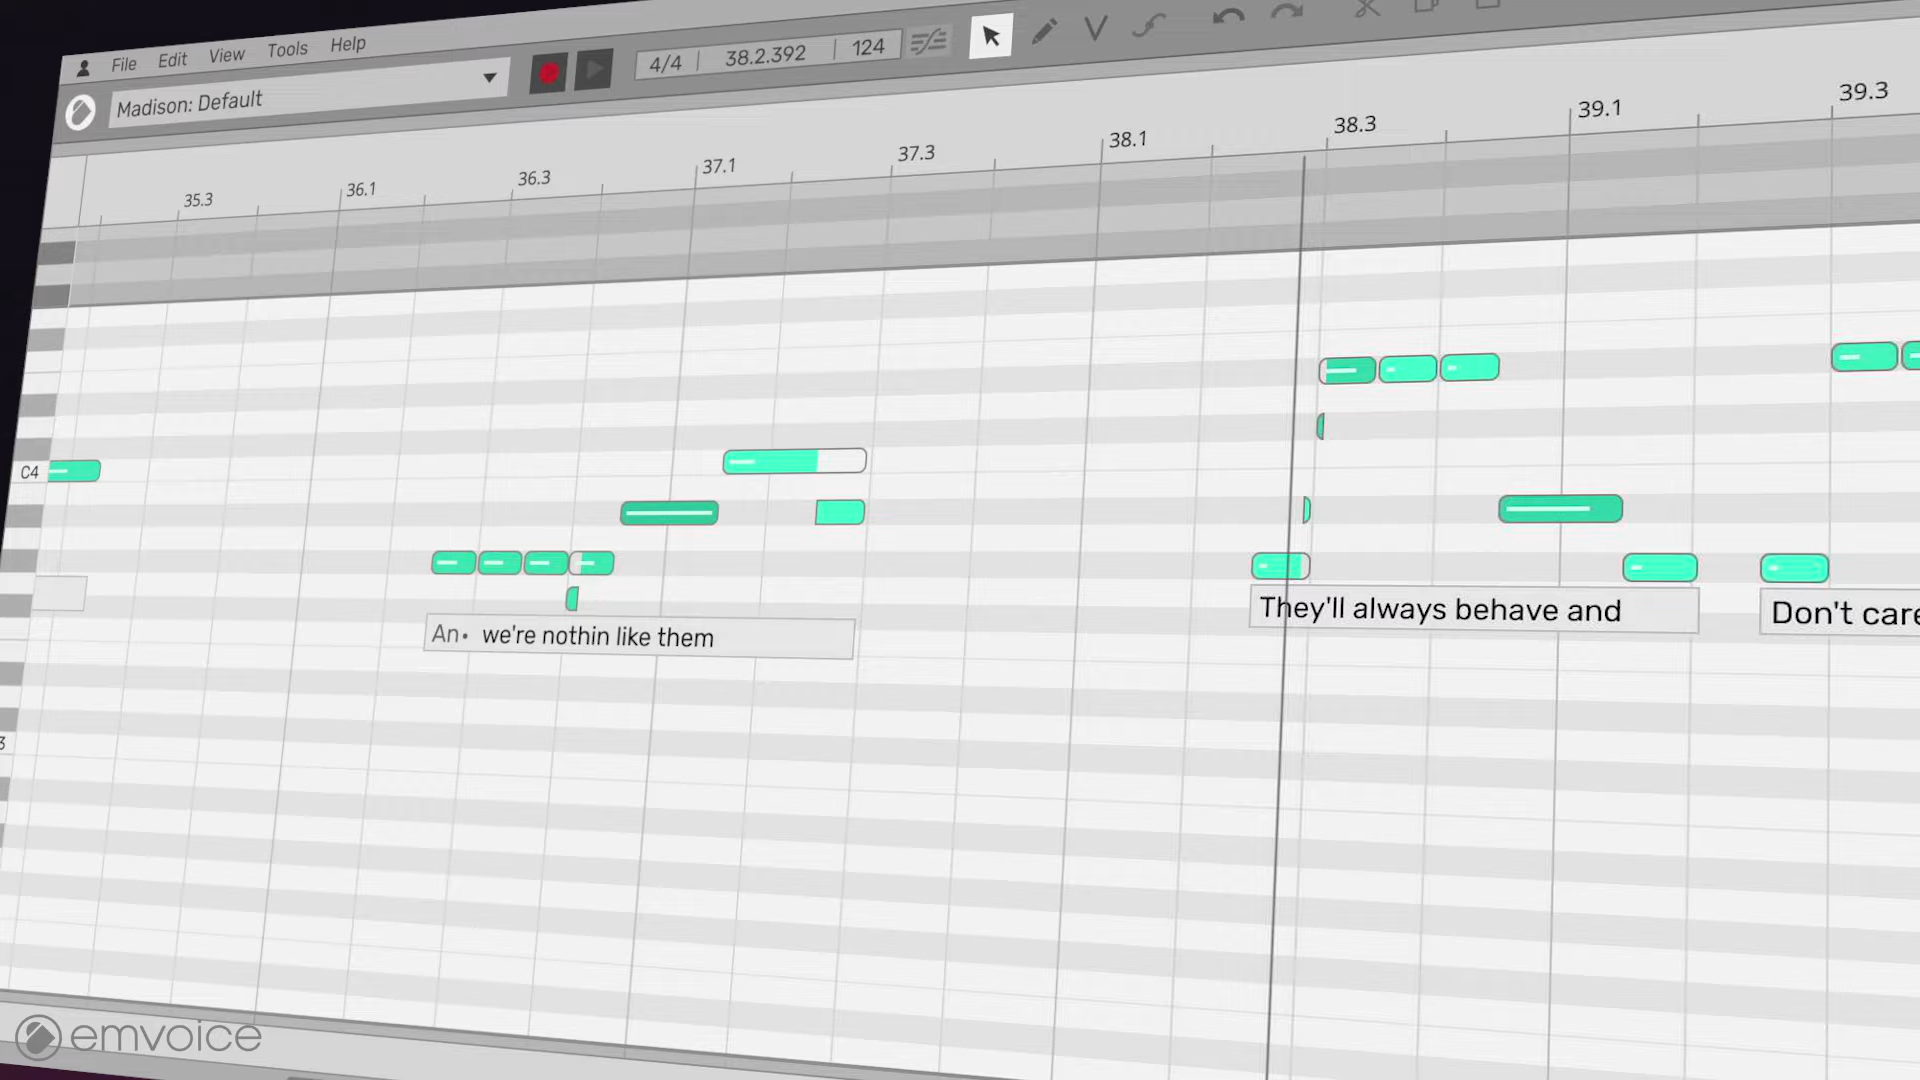 File Edit View Tools Help
Madison: Default
4/4 38.2.392 124
35.3 36.1 36.3 37.1 37.3 38.1 38.3 39.1 39.3
C4
An• we're nothin like them
They'll always behave and
Don't care
3
emvoice